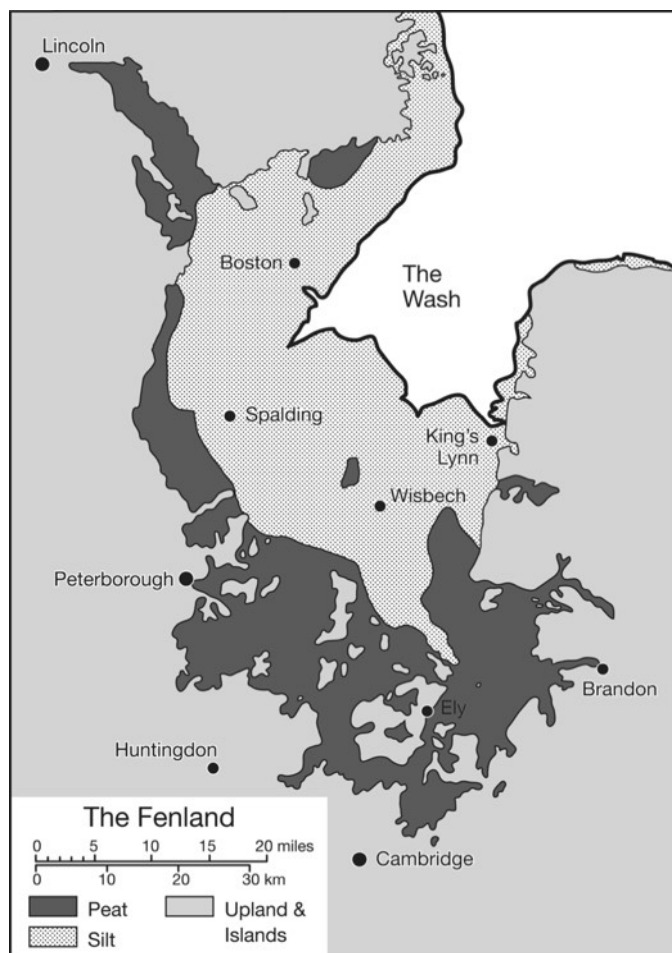 Lincoln
Boston
The
Wash
Spalding
King's
Lynn
Wisbech
Peterborough
Brandon
Ely
Huntingdon
The Fenland
0 5 10 15 20 miles
0 10 20 30 km
Peat
Upland &
Islands
Silt
Cambridge